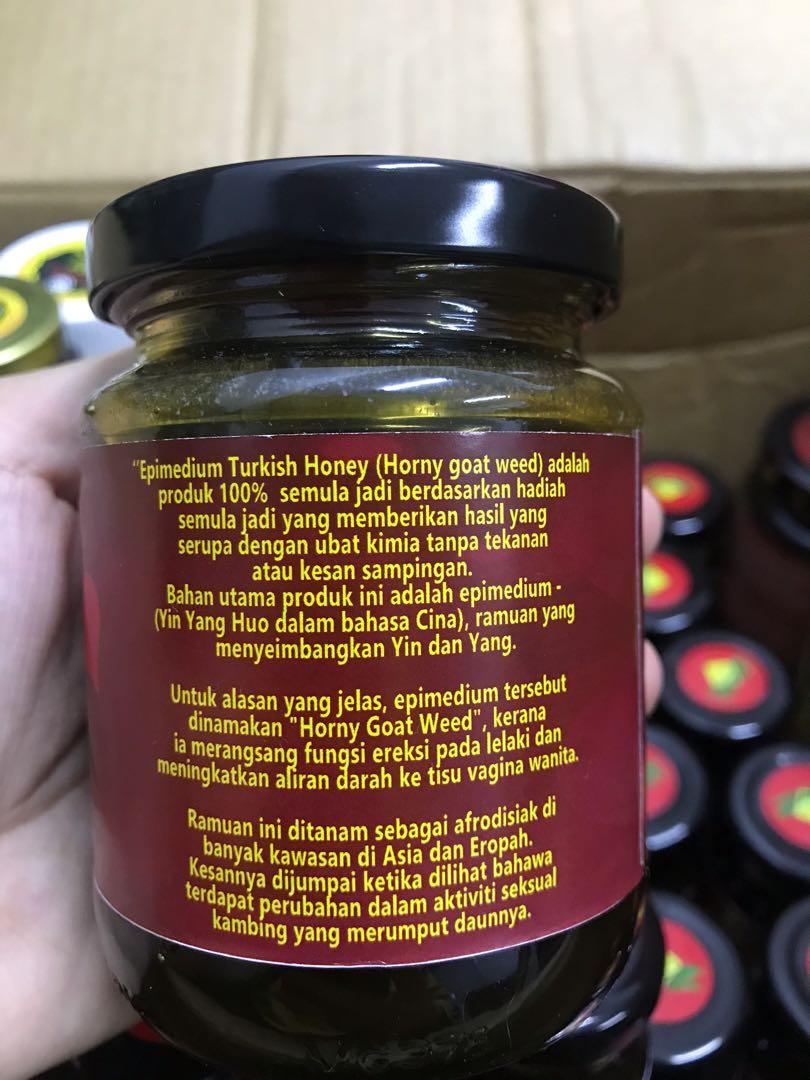 "Epimedium Turkish Honey (Horny goat weed) adalah
produk 100% semula jadi berdasarkan hadiah
semula jadi yang memberikan hasil yang
serupa dengan ubat kimia tanpa tekanan
atau kesan sampingan.
Bahan utama produk ini adalah epimedium -
(Yin Yang Huo dalam bahasa Cina), ramuan yang
menyeimbangkan Yin dan Yang.
Untuk alasan yang jelas, epimedium tersebut
dinamakan "Horny Goat Weed", kerana
ia merangsang fungsi ereksi pada lelaki dan
meningkatkan aliran darah ke tisu vagina wanita.
Ramuan ini ditanam sebagai afrodisiak di
banyak kawasan di Asia dan Eropah.
Kesannya dijumpai ketika dilihat bahawa
terdapat perubahan dalam aktiviti seksual
kambing yang merumput daunnya.